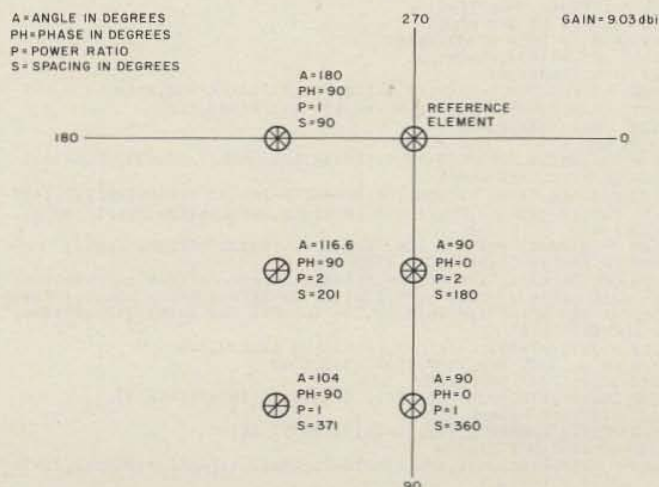 A=ANGLE IN DEGREES
PH=PHASE IN DEGREES
P=POWER RATIO
S=SPACING IN DEGREES
270
GAIN=9.03dbi
A=180
PH=90
P=1
S=90
REFERENCE
ELEMENT
180
0
A=116.6
PH=90
P=2
S=201
A=90
PH=0
P=2
S=180
A=104
PH=90
P=1
S=371
A=90
PH=0
P=1
S=360
90